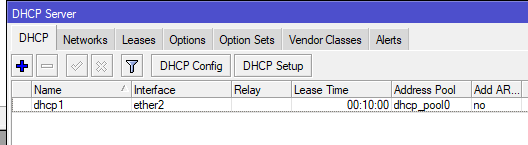 DHCP Server
DHCP Networks Leases Options Option Sets Vendor Classes Alerts
DHCP Config DHCP Setup
Name Interface Relay Lease Time Address Pool Add AR...
dhcp1 ether2 00:10:00 dhcp_pool0 no